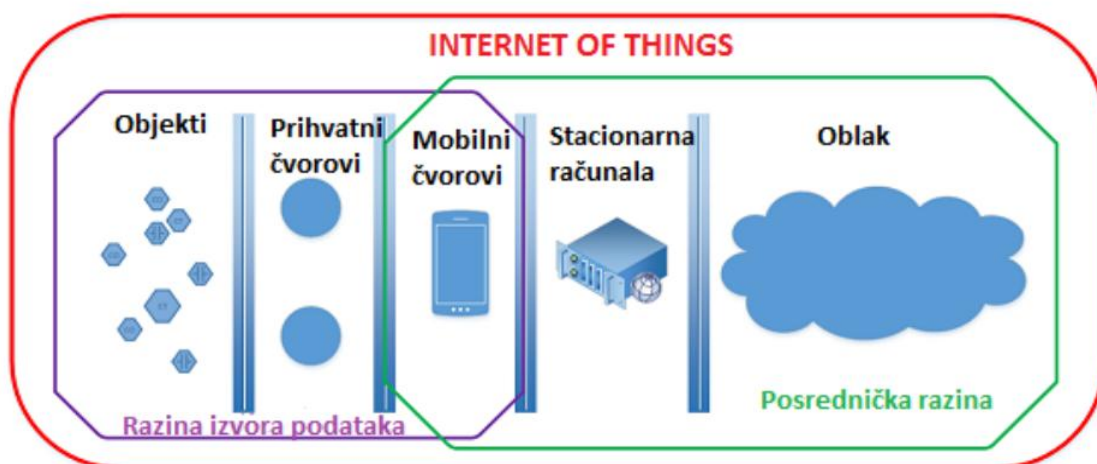 INTERNET OF THINGS
Objekti
Prihvatni
čvorovi
Mobilni
čvorovi
Stacionarna
računala
Oblak
Razina izvora podataka
Posrednička razina